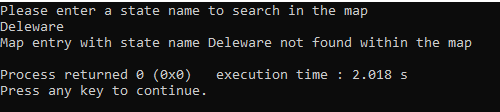 Please enter a state name to search in the map
Deleware
Map entry with state name Deleware not found within the map
Process returned 0 (0x0)   execution time : 2.018 s
Press any key to continue.